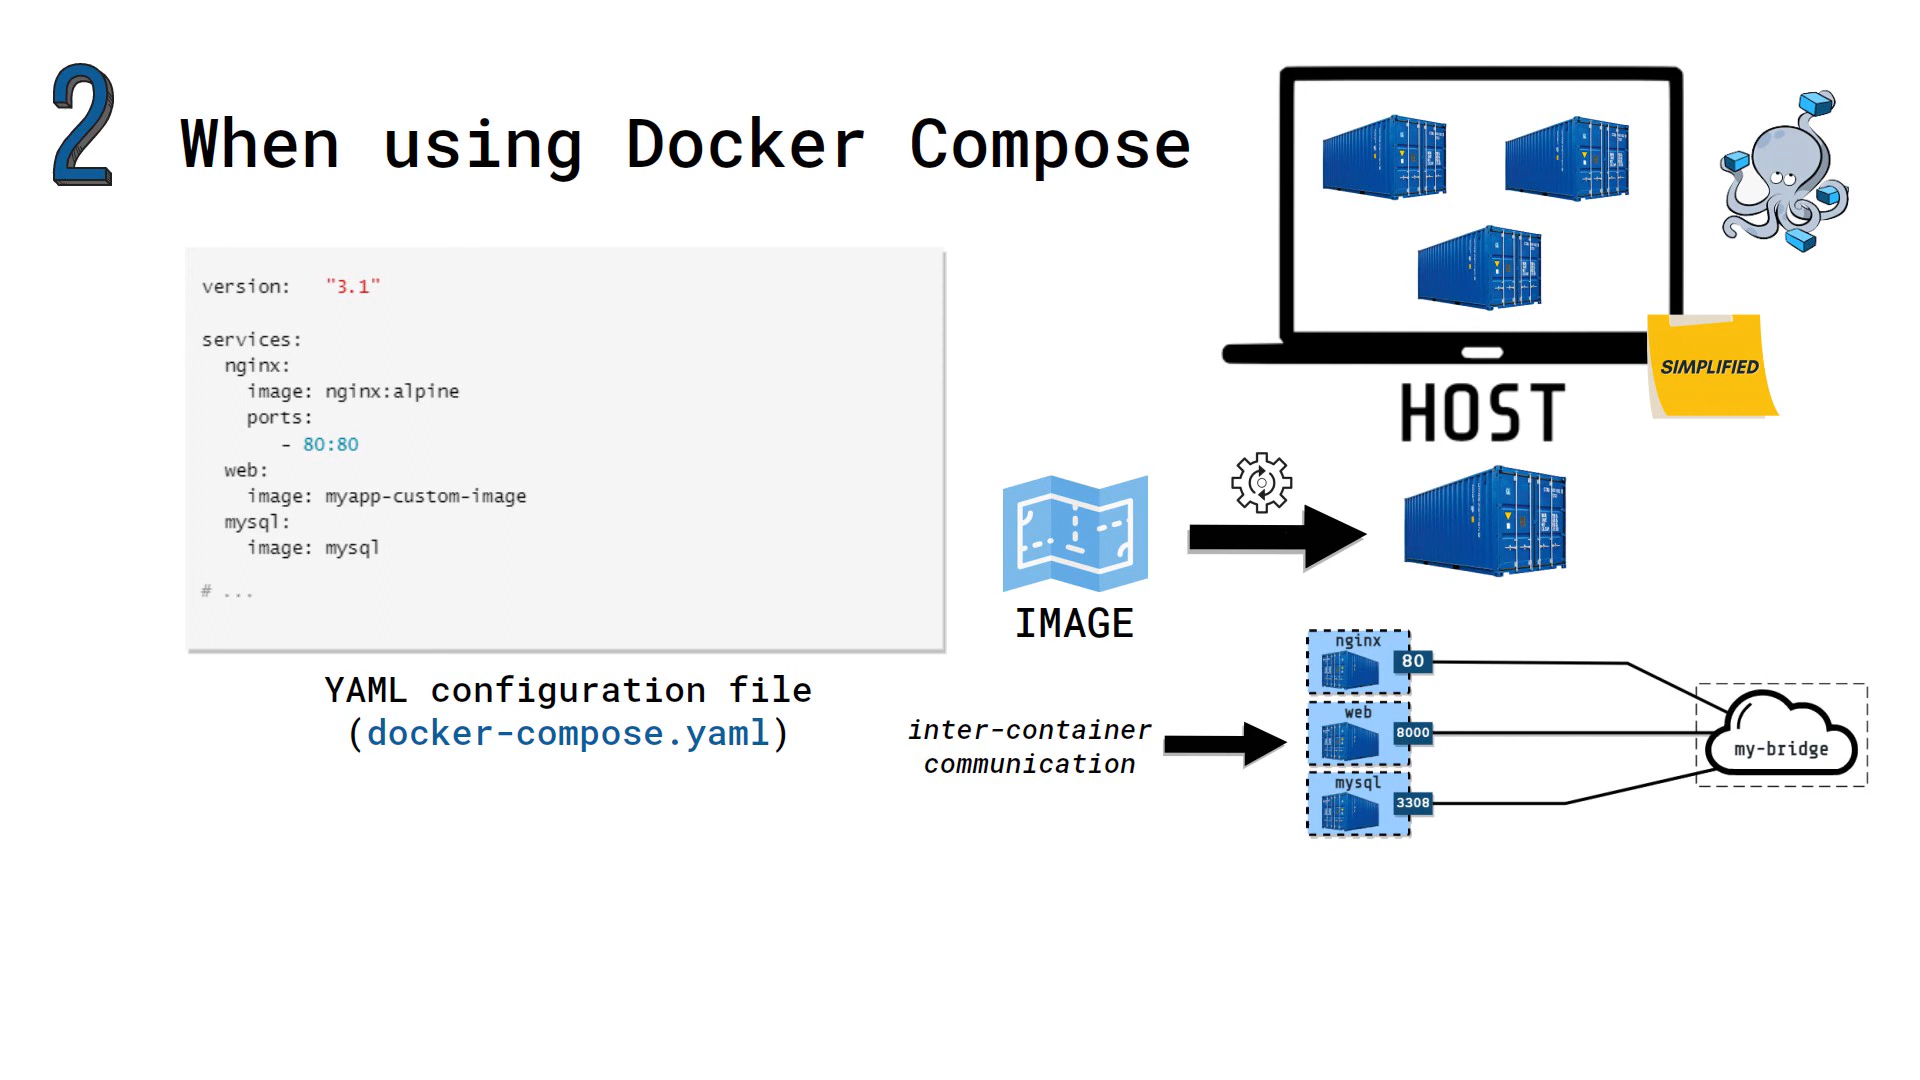 2
When using Docker Compose
version: "3.1"
services:
nginx:
image: nginx:alpine
ports:
- 80:80
web:
image: myapp-custom-image
mysql:
image: mysql
# ...
YAML configuration file
(docker-compose.yaml)
SIMPLIFIED
HOST
IMAGE
inter-container
communication
nginx
80
web
8000
mysql
3308
my-bridge